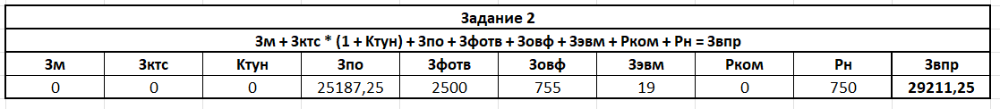 Задание 2
Зм + Зктс * (1 + Ктун) + Зпо + Зфотв + Зовф + Зэвм + Рком + Рн = Звпр
Зм Зктс Ктун Зпо Зфотв Зовф Зэвм Рком Рн Звпр
0 0 0 25187,25 2500 755 19 0 750 29211,25